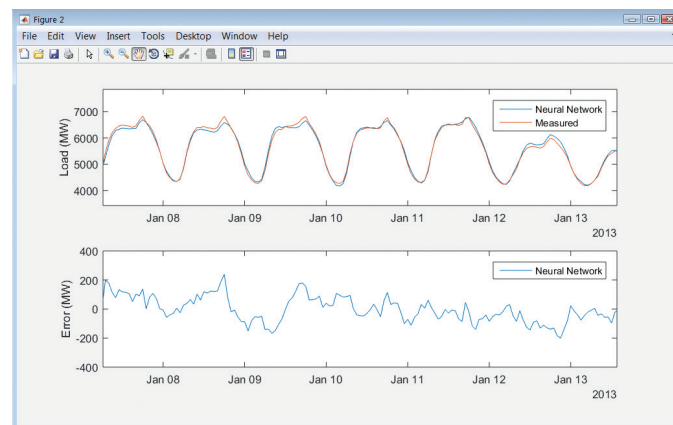 Figure 2
File Edit View Insert Tools Desktop Window Help
7000
6000
5000
4000
Load (MW)
Neural Network
Measured
Jan 08 Jan 09 Jan 10 Jan 11 Jan 12 Jan 13
2013
400
200
0
-200
-400
Error (MW)
Neural Network
Jan 08 Jan 09 Jan 10 Jan 11 Jan 12 Jan 13
2013